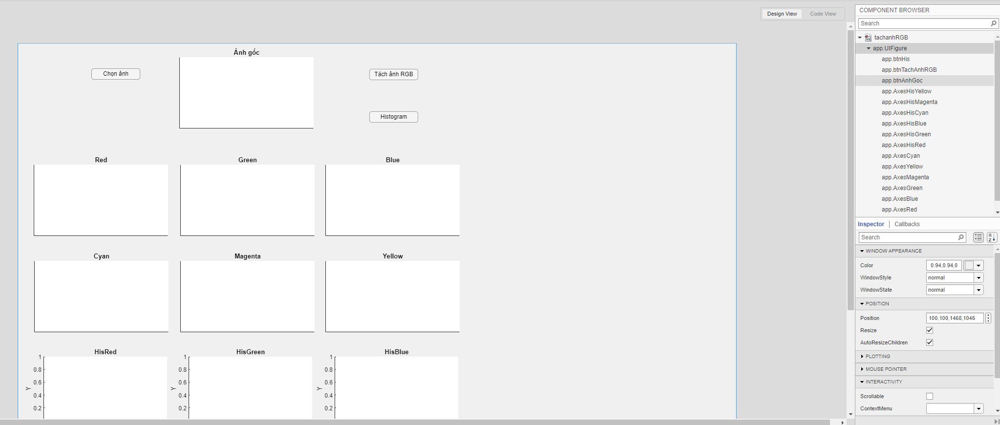 Design View
Code View
Ảnh gốc
Chọn ảnh
Tách ảnh RGB
Histogram
Red
Green
Blue
Cyan
Magenta
Yellow
HisRed
HisGreen
HisBlue
1
0.8
0.6
0.4
0.2
Y
1
0.8
0.6
0.4
0.2
Y
1
0.8
0.6
0.4
0.2
Y
COMPONENT BROWSER
Search
tachanhRGB
app.UIFigure
app.btnHis
app.btnTachAnhRGB
app.btnAnhGoc
app.AxesHisYellow
app.AxesHisMagenta
app.AxesHisCyan
app.AxesHisBlue
app.AxesHisGreen
app.AxesHisRed
app.AxesCyan
app.AxesYellow
app.AxesMagenta
app.AxesGreen
app.AxesBlue
app.AxesRed
Inspector | Callbacks
Search
WINDOW APPEARANCE
Color 0.94,0.94,0
WindowStyle normal
WindowState normal
POSITION
Position 100,100,1468,1046
Resize
AutoResizeChildren
PLOTTING
MOUSE POINTER
INTERACTIVITY
Scrollable
ContextMenu